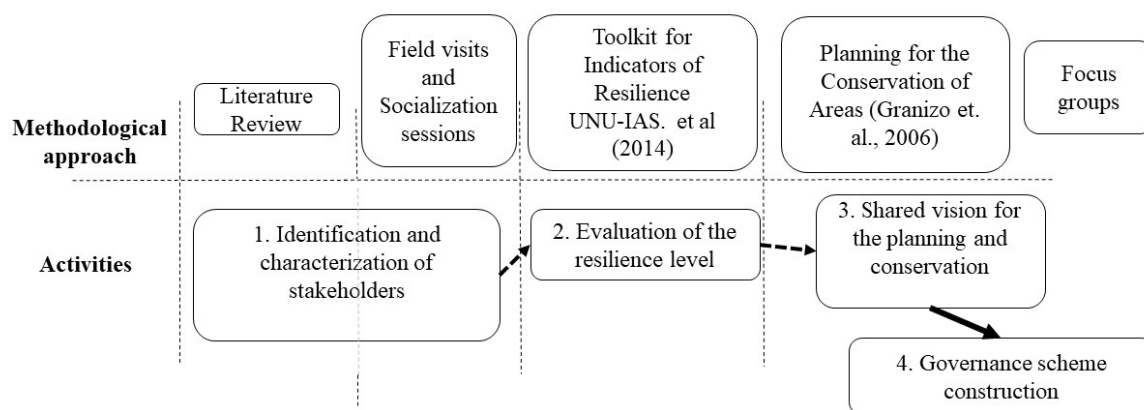 Methodological
approach
Literature
Review
Field visits
and
Socialization
sessions
Toolkit for
Indicators of
Resilience
UNU-IAS. et al
(2014)
Planning for the
Conservation of
Areas (Granizo et.
al., 2006)
Focus
groups
Activities
1. Identification and
characterization of
stakeholders
2. Evaluation of the
resilience level
3. Shared vision for
the planning and
conservation
4. Governance scheme
construction